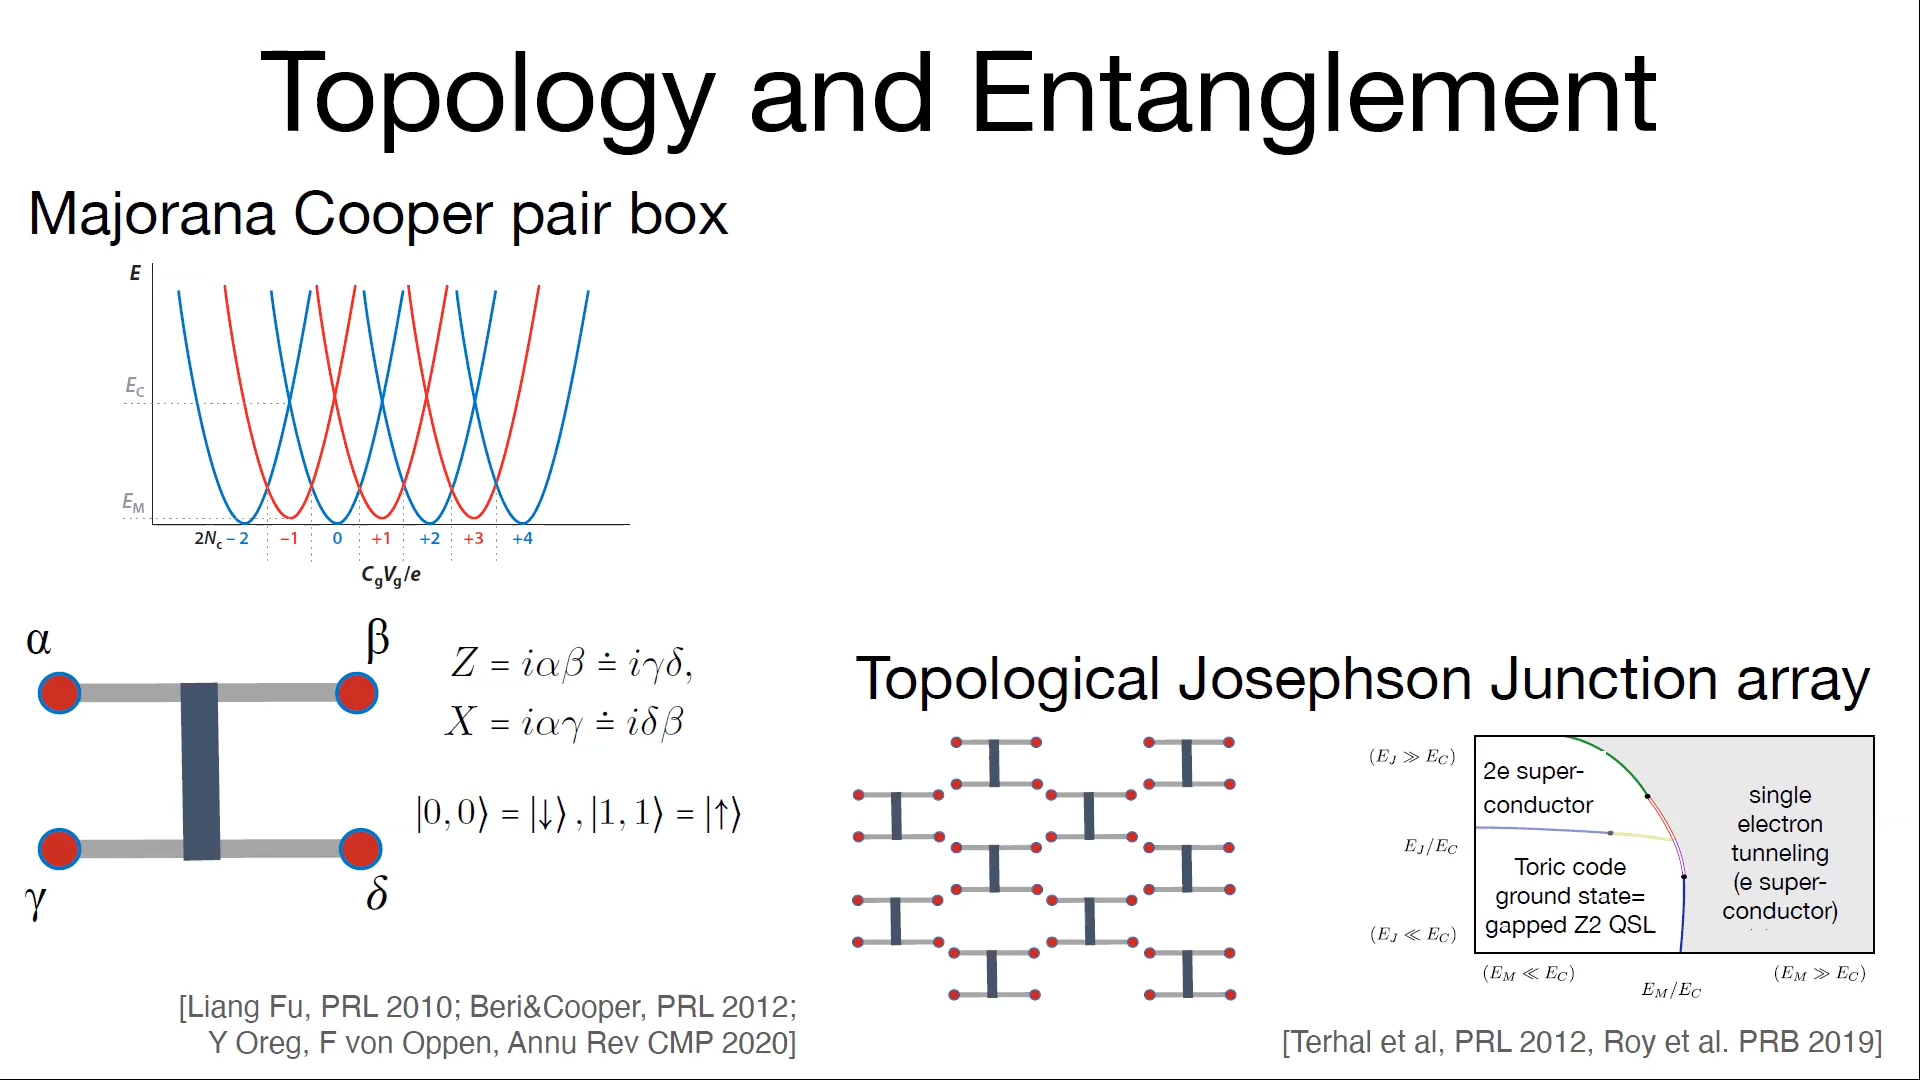 Topology and Entanglement
Majorana Cooper pair box
E
E_C
E_M
2N_c – 2 –1 0 +1 +2 +3 +4
C_gV_g/e
α β
γ δ
Z = iαβ ≐ iγδ,
X = iαγ ≐ iδβ
|0,0⟩ = |↓⟩ , |1,1⟩ = |↑⟩
[Liang Fu, PRL 2010; Beri&Cooper, PRL 2012;
Y Oreg, F von Oppen, Annu Rev CMP 2020]
Topological Josephson Junction array
(E_J ≫ E_C)
E_J/E_C
(E_J ≪ E_C)
2e super-
conductor
Toric code
ground state=
gapped Z2 QSL
single
electron
tunneling
(e super-
conductor)
(E_M ≪ E_C)
E_M/E_C
(E_M ≫ E_C)
[Terhal et al, PRL 2012, Roy et al. PRB 2019]